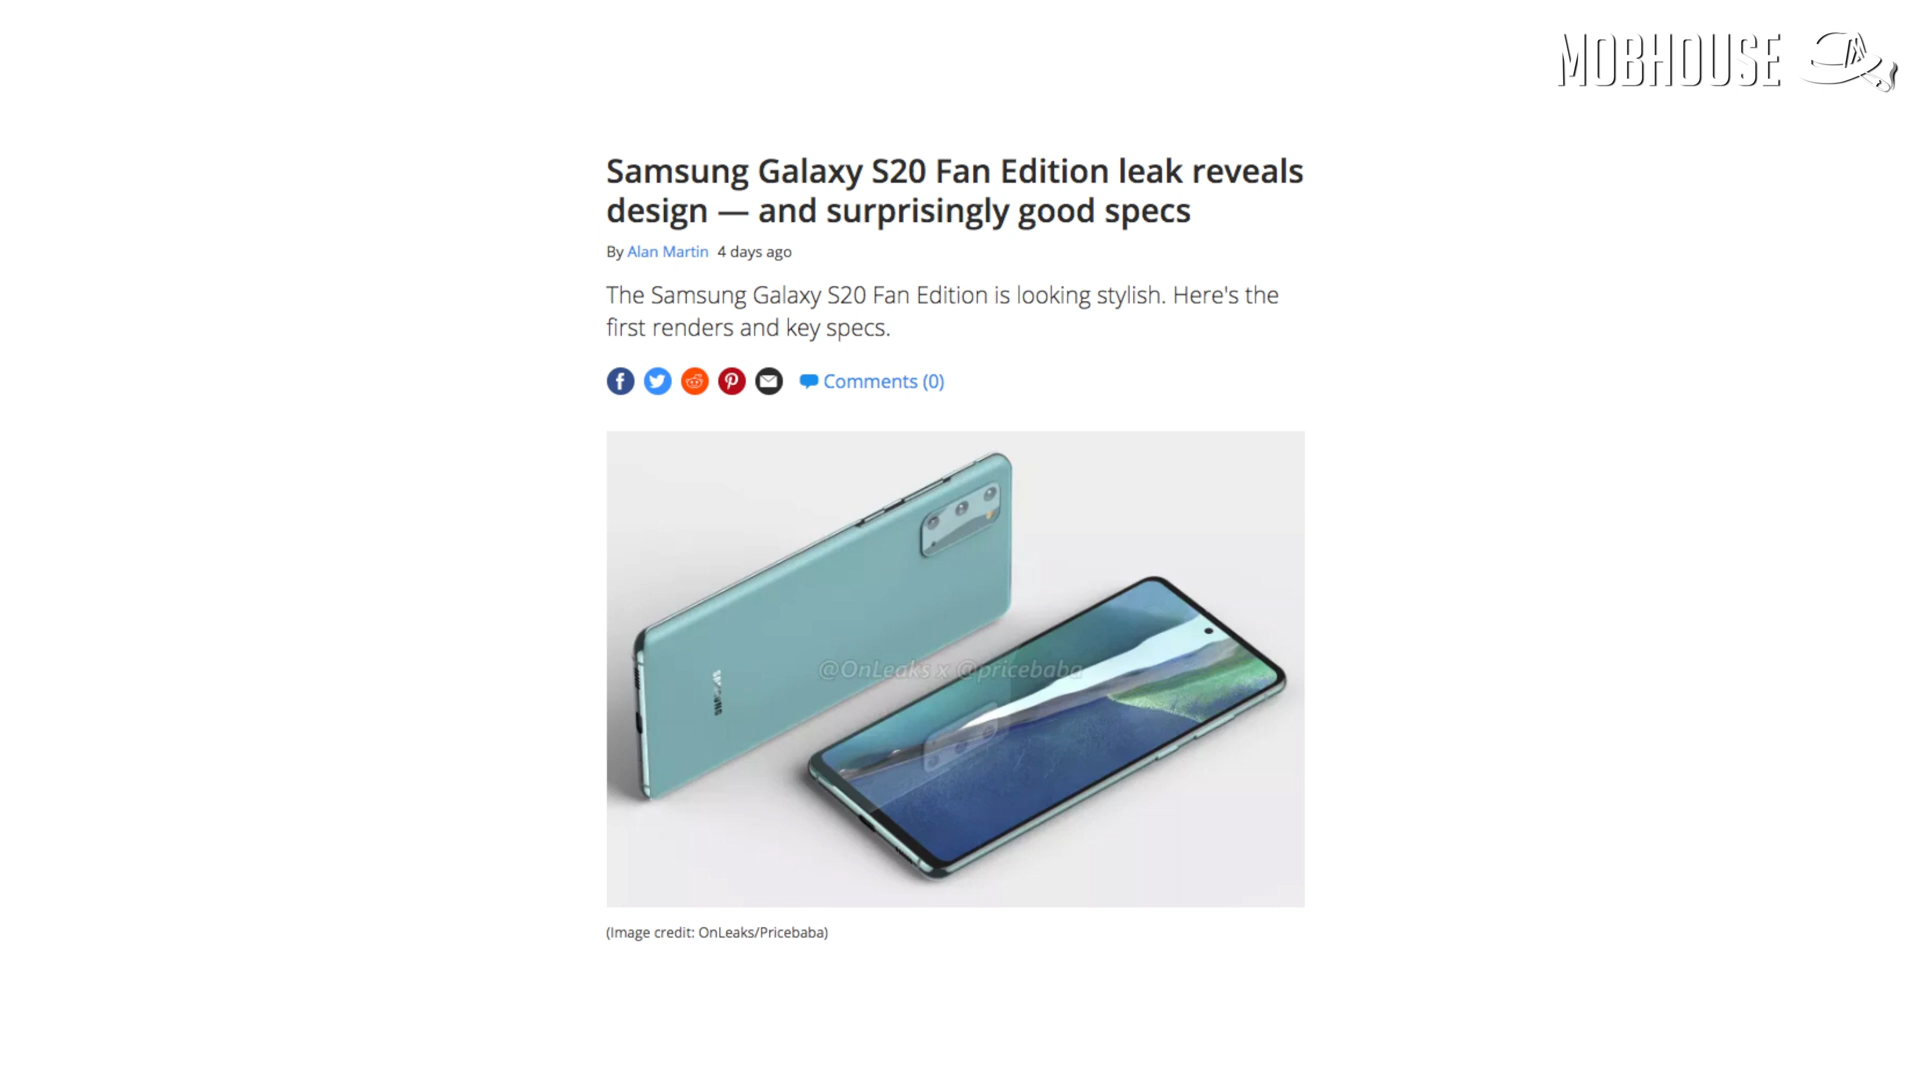 MOBHOUSE
Samsung Galaxy S20 Fan Edition leak reveals
design — and surprisingly good specs
By Alan Martin 4 days ago
The Samsung Galaxy S20 Fan Edition is looking stylish. Here's the
first renders and key specs.
Comments (0)
SAMSUNG
@OnLeaks x @pricebaba
(Image credit: OnLeaks/Pricebaba)